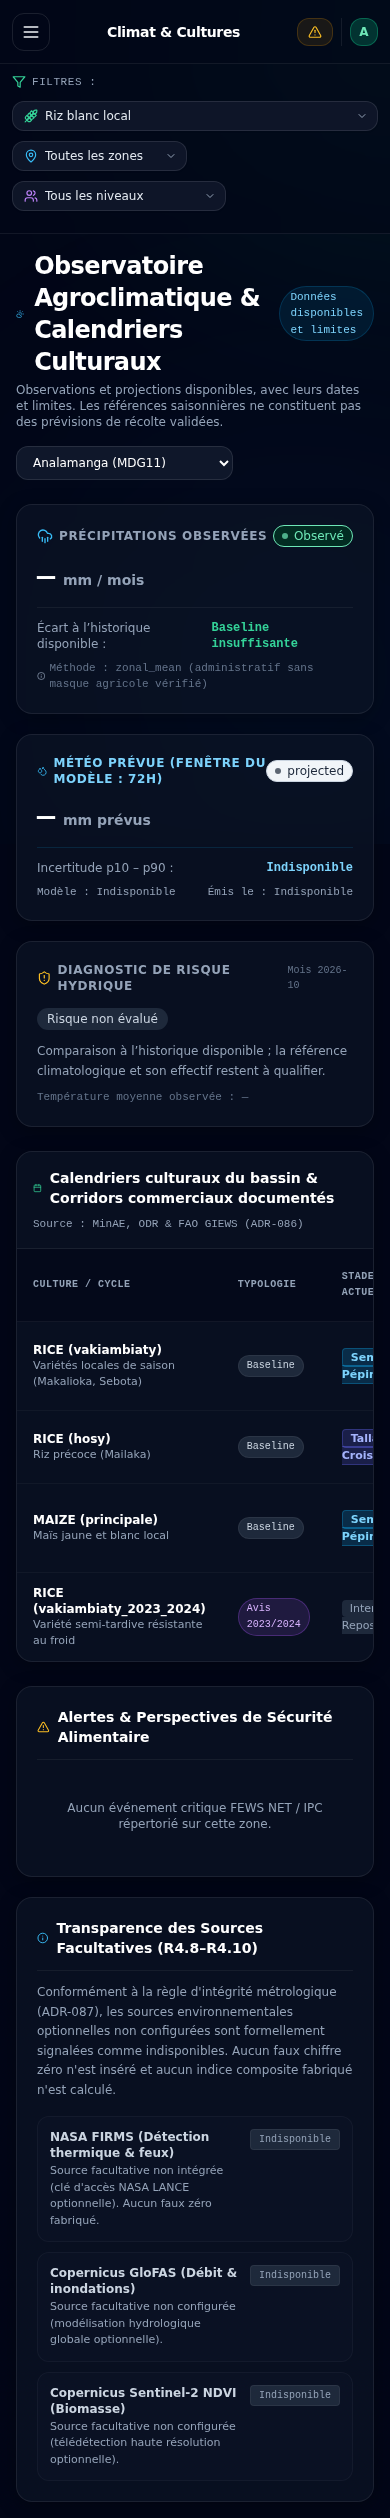 Climat & Cultures
A
FILTRES :
Riz blanc local
Toutes les zones
Tous les niveaux
Observatoire
Agroclimatique &
Calendriers
Culturaux
Données
disponibles
et limites
Observations et projections disponibles, avec leurs dates
et limites. Les références saisonnières ne constituent pas
des prévisions de récolte validées.
Analamanga (MDG11)
PRÉCIPITATIONS OBSERVÉES
Observé
— mm / mois
Écart à l’historique
disponible :
Baseline
insuffisante
Méthode : zonal_mean (administratif sans
masque agricole vérifié)
MÉTÉO PRÉVUE (FENÊTRE DU
MODÈLE : 72H)
projected
— mm prévus
Incertitude p10 – p90 :
Indisponible
Modèle : Indisponible
Émis le : Indisponible
DIAGNOSTIC DE RISQUE
HYDRIQUE
Mois 2026-
10
Risque non évalué
Comparaison à l’historique disponible ; la référence
climatologique et son effectif restent à qualifier.
Température moyenne observée : —
Calendriers culturaux du bassin &
Corridors commerciaux documentés
Source : MinAE, ODR & FAO GIEWS (ADR-086)
CULTURE / CYCLE
TYPOLOGIE
STADE
ACTUE
RICE (vakiambiaty)
Variétés locales de saison
(Makalioka, Sebota)
Baseline
Sem
Pépin
RICE (hosy)
Riz précoce (Mailaka)
Baseline
Talla
Crois
MAIZE (principale)
Maïs jaune et blanc local
Baseline
Sem
Pépin
RICE
(vakiambiaty_2023_2024)
Variété semi-tardive résistante
au froid
Avis
2023/2024
Inter
Repos
Alertes & Perspectives de Sécurité
Alimentaire
Aucun événement critique FEWS NET / IPC
répertorié sur cette zone.
Transparence des Sources
Facultatives (R4.8–R4.10)
Conformément à la règle d'intégrité métrologique
(ADR-087), les sources environnementales
optionnelles non configurées sont formellement
signalées comme indisponibles. Aucun faux chiffre
zéro n'est inséré et aucun indice composite fabriqué
n'est calculé.
NASA FIRMS (Détection
thermique & feux)
Indisponible
Source facultative non intégrée
(clé d'accès NASA LANCE
optionnelle). Aucun faux zéro
fabriqué.
Copernicus GloFAS (Débit &
inondations)
Indisponible
Source facultative non configurée
(modélisation hydrologique
globale optionnelle).
Copernicus Sentinel-2 NDVI
(Biomasse)
Indisponible
Source facultative non configurée
(télédétection haute résolution
optionnelle).